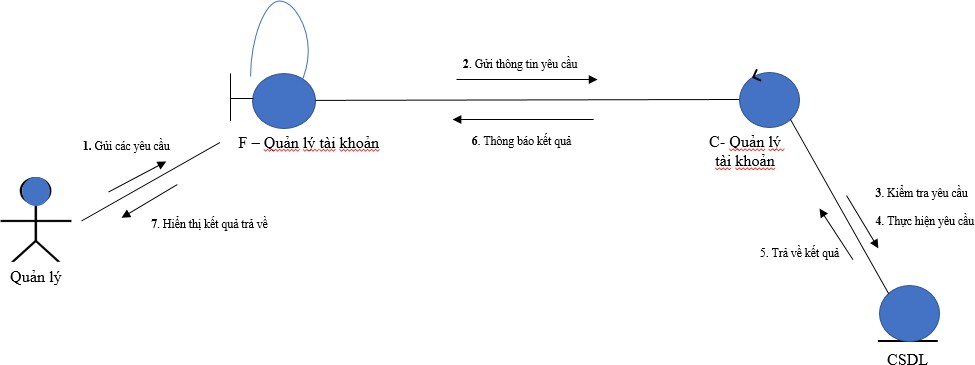 2. Gửi thông tin yêu cầu
F – Quản lý tài khoản
6. Thông báo kết quả
C- Quản lý
tài khoản
1. Gúi các yêu cầu
7. Hiển thị kết quả trả về
3. Kiểm tra yêu cầu
4. Thực hiện yêu cầu
5. Trả về kết quả
Quản lý
CSDL